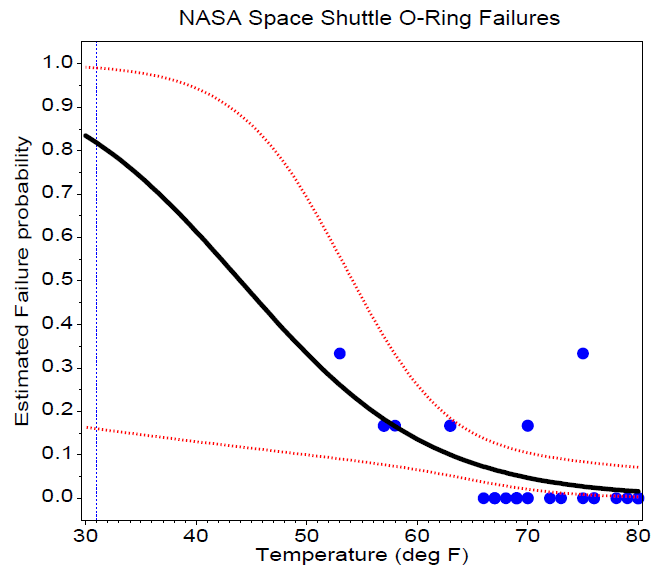 NASA Space Shuttle O-Ring Failures
1.0
0.9
0.8
0.7
0.6
0.5
0.4
0.3
0.2
0.1
0.0
Estimated Failure probability
30 40 50 60 70 80
Temperature (deg F)